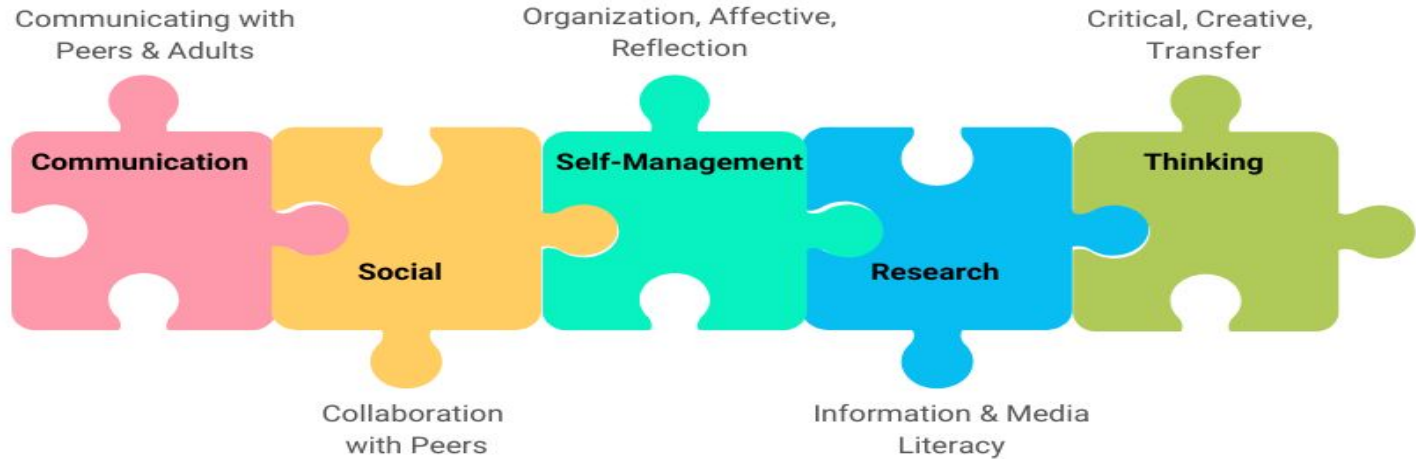 Communicating with
Peers & Adults
Organization, Affective,
Reflection
Critical, Creative,
Transfer
Communication
Self-Management
Thinking
Social
Research
Collaboration
with Peers
Information & Media
Literacy